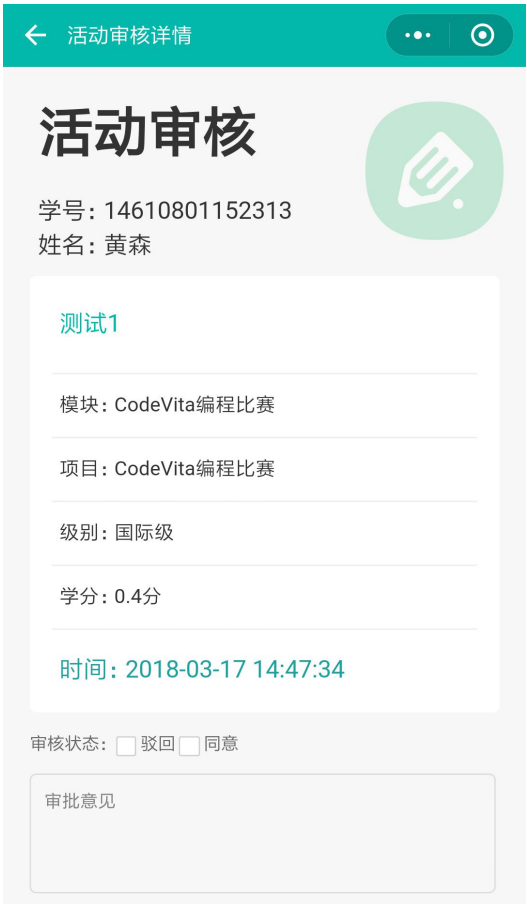 活动审核详情
活动审核
学号：14610801152313
姓名：黄森
测试1
模块：CodeVita编程比赛
项目：CodeVita编程比赛
级别：国际级
学分：0.4分
时间：2018-03-17 14:47:34
审核状态： 驳回 同意
审批意见